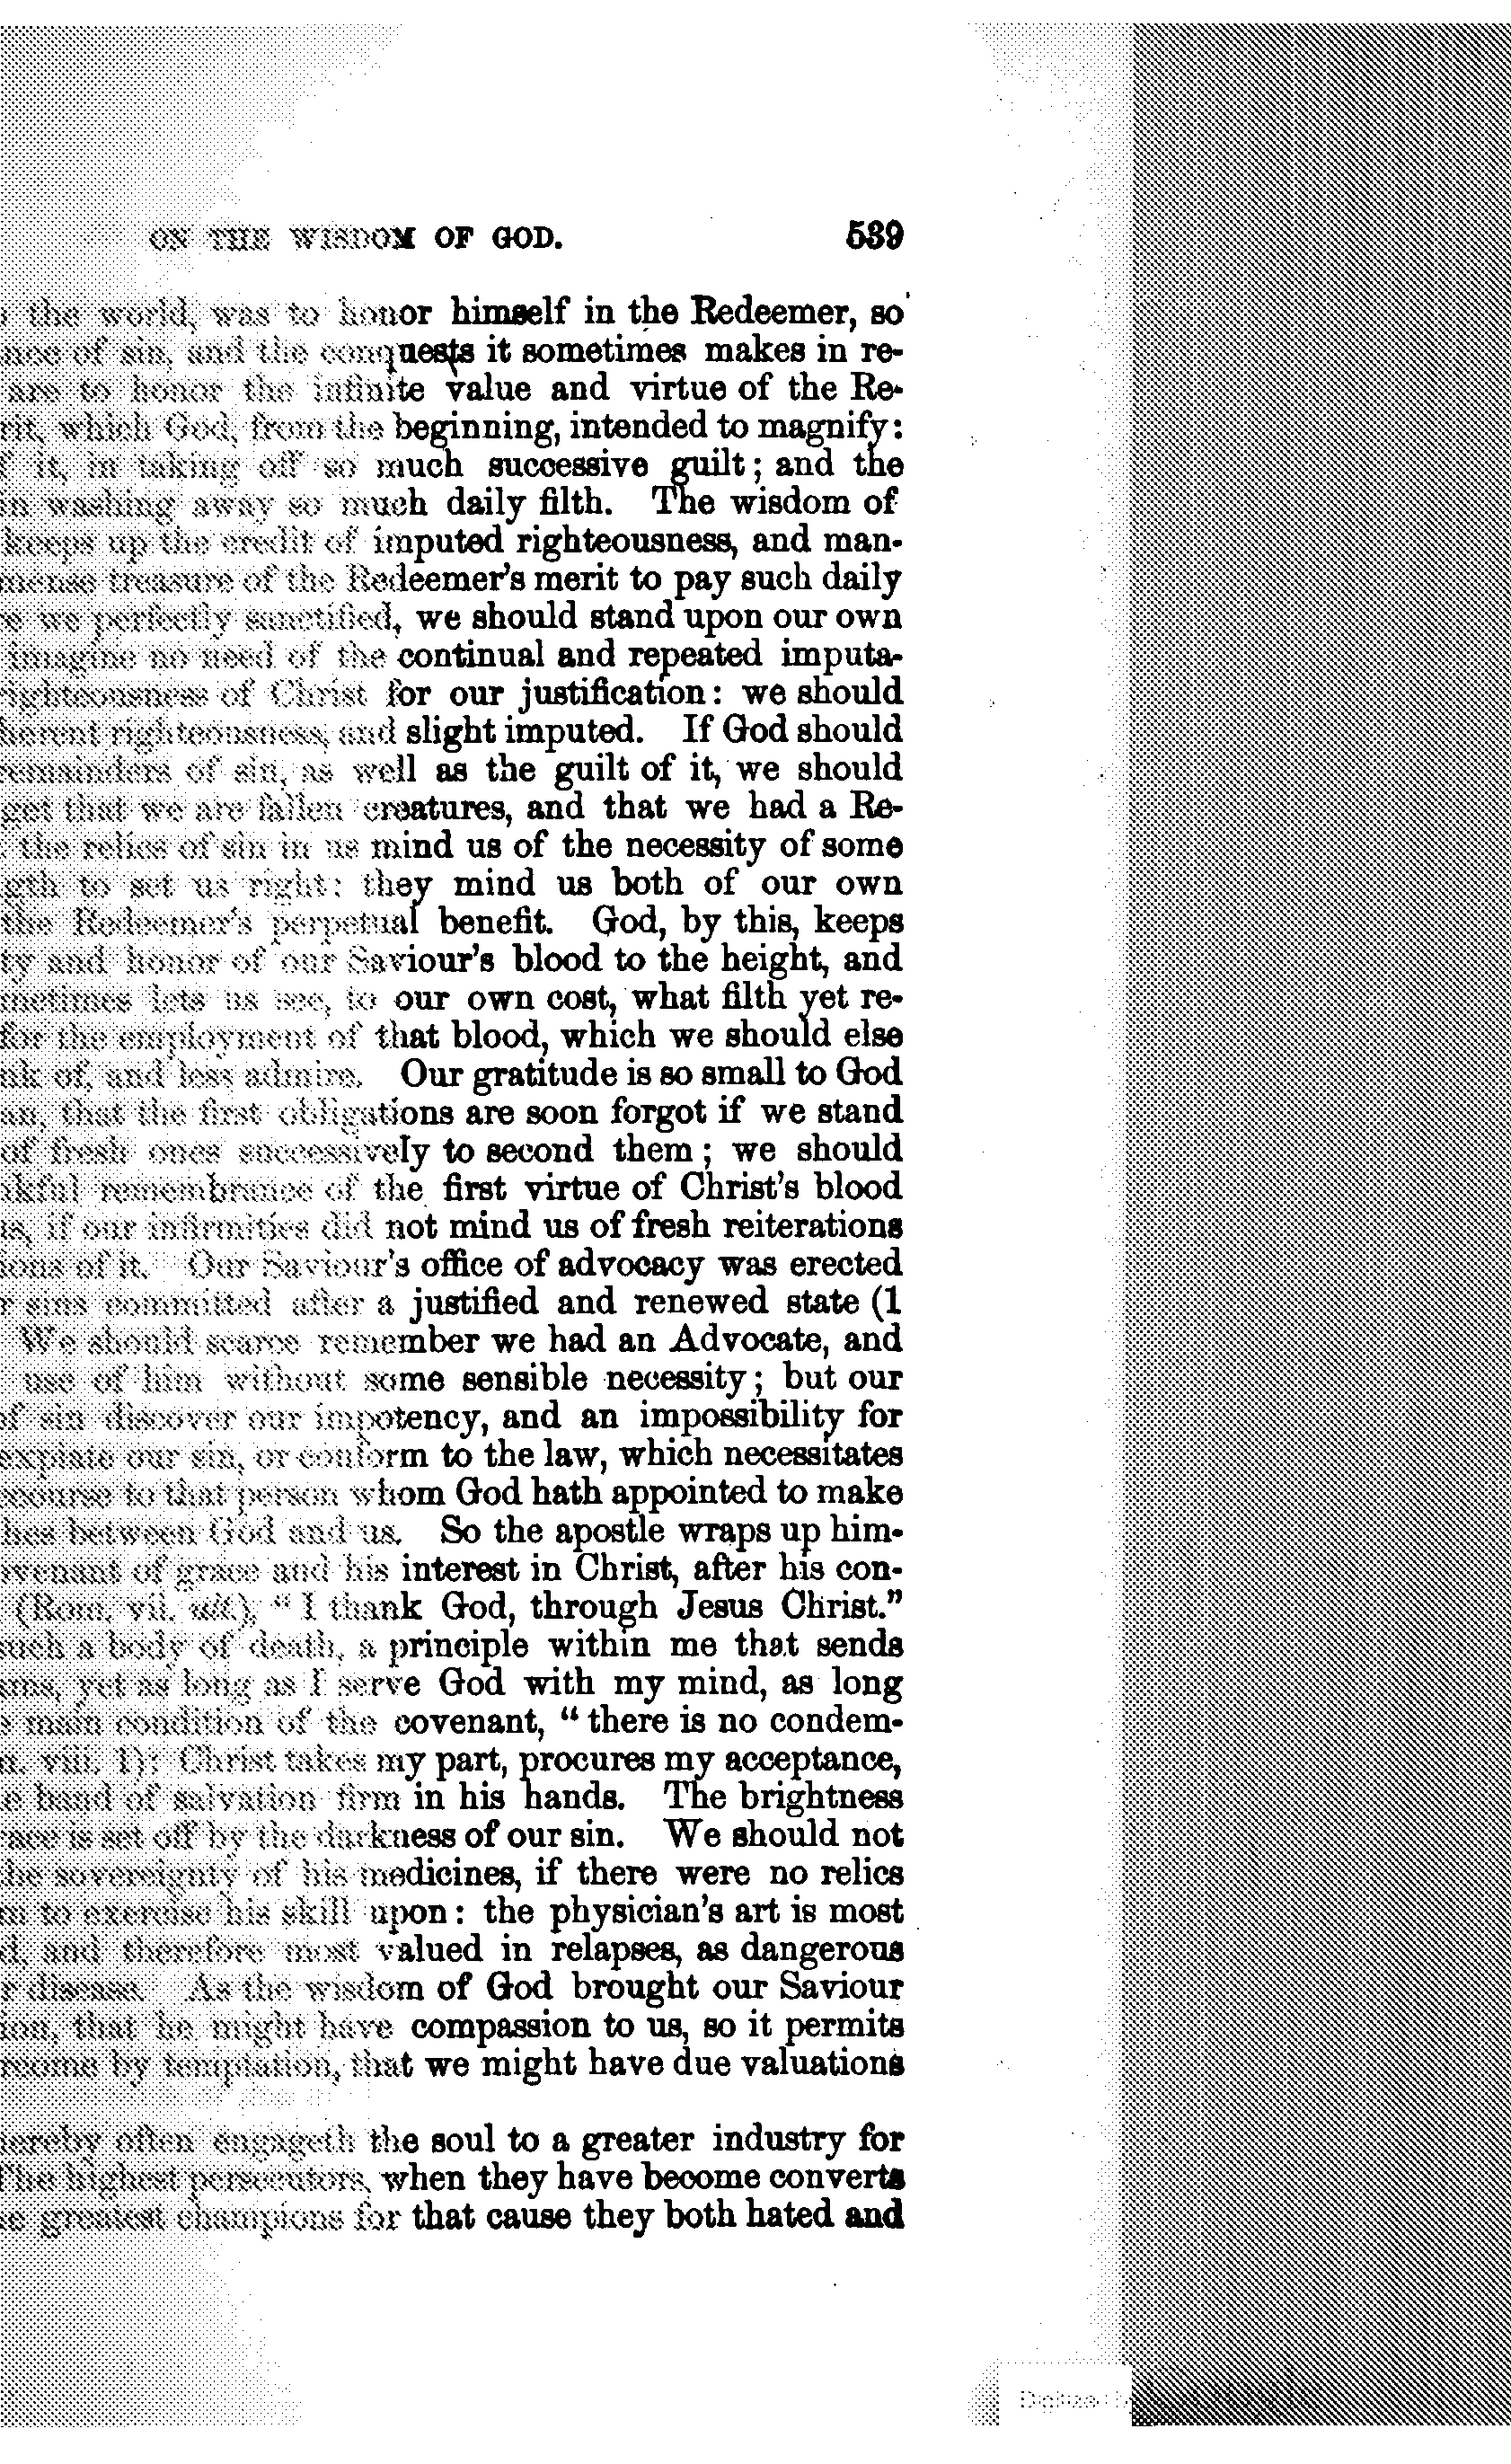 ON THE WISDOM OF GOD. 539
the world, was to honor himself in the Redeemer, so
of sin, and the conquests it sometimes makes in re-
are to honor the infinite value and virtue of the Re-
which God, from the beginning, intended to magnify:
it, in taking off so much successive guilt; and the
in washing away so much daily filth. The wisdom of
keeps up the credit of imputed righteousness, and man-
treasure of the Redeemer's merit to pay such daily
we perfectly sanctified, we should stand upon our own
imagine no need of the continual and repeated imputa-
righteousness of Christ for our justification: we should
righteousness, and slight imputed. If God should
remainders of sin, as well as the guilt of it, we should
get that we are fallen creatures, and that we had a Re-
the relics of sin in us mind us of the necessity of some
gth to set us right: they mind us both of our own
the Redeemer's perpetual benefit. God, by this, keeps
ty and honor of our Saviour's blood to the height, and
metimes lets us see, to our own cost, what filth yet re-
for the employment of that blood, which we should else
nk of, and less admire. Our gratitude is so small to God
an, that the first obligations are soon forgot if we stand
of fresh ones successively to second them; we should
kful remembrance of the first virtue of Christ's blood
us, if our infirmities did not mind us of fresh reiterations
ions of it. Our Saviour's office of advocacy was erected
r sins committed after a justified and renewed state (1
We should scarce remember we had an Advocate, and
use of him without some sensible necessity; but our
of sin discover our impotency, and an impossibility for
expiate our sin, or conform to the law, which necessitates
course to that person whom God hath appointed to make
hes between God and us. So the apostle wraps up him-
venant of grace and his interest in Christ, after his con-
(Rom. vii. ult.), "I thank God, through Jesus Christ."
such a body of death, a principle within me that sends
ms, yet as long as I serve God with my mind, as long
main condition of the covenant, "there is no condem-
viii. 1): Christ takes my part, procures my acceptance,
band of salvation firm in his hands. The brightness
race is set off by the darkness of our sin. We should not
the sovereignty of his medicines, if there were no relics
m to exercise his skill upon: the physician's art is most
d, and therefore most valued in relapses, as dangerous
r disease. As the wisdom of God brought our Saviour
ion, that he might have compassion to us, so it permits
rcome by temptation, that we might have due valuations
hereby often engageth the soul to a greater industry for
The highest persecutors, when they have become converts
greatest champions for that cause they both hated and